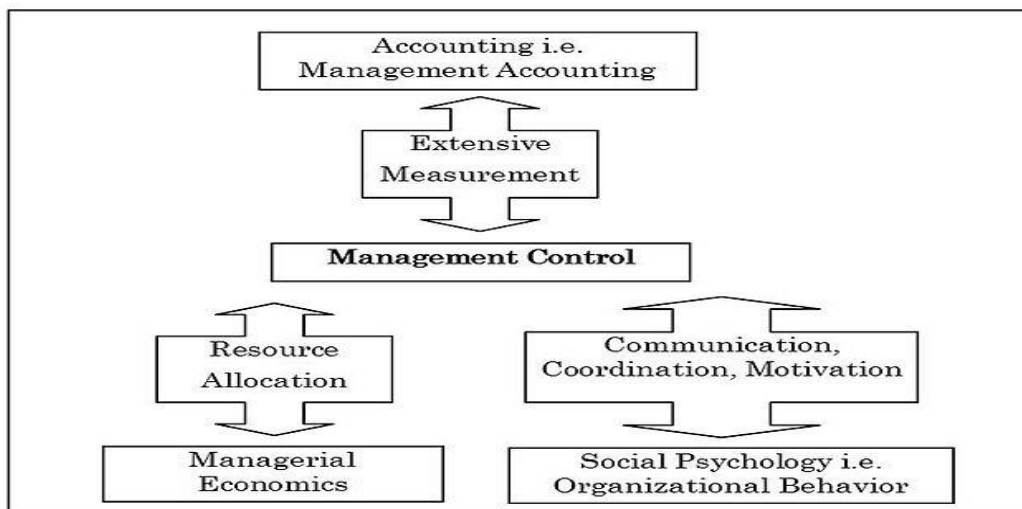 Accounting i.e.
Management Accounting
Extensive
Measurement
Management Control
Resource
Allocation
Communication,
Coordination, Motivation
Managerial
Economics
Social Psychology i.e.
Organizational Behavior